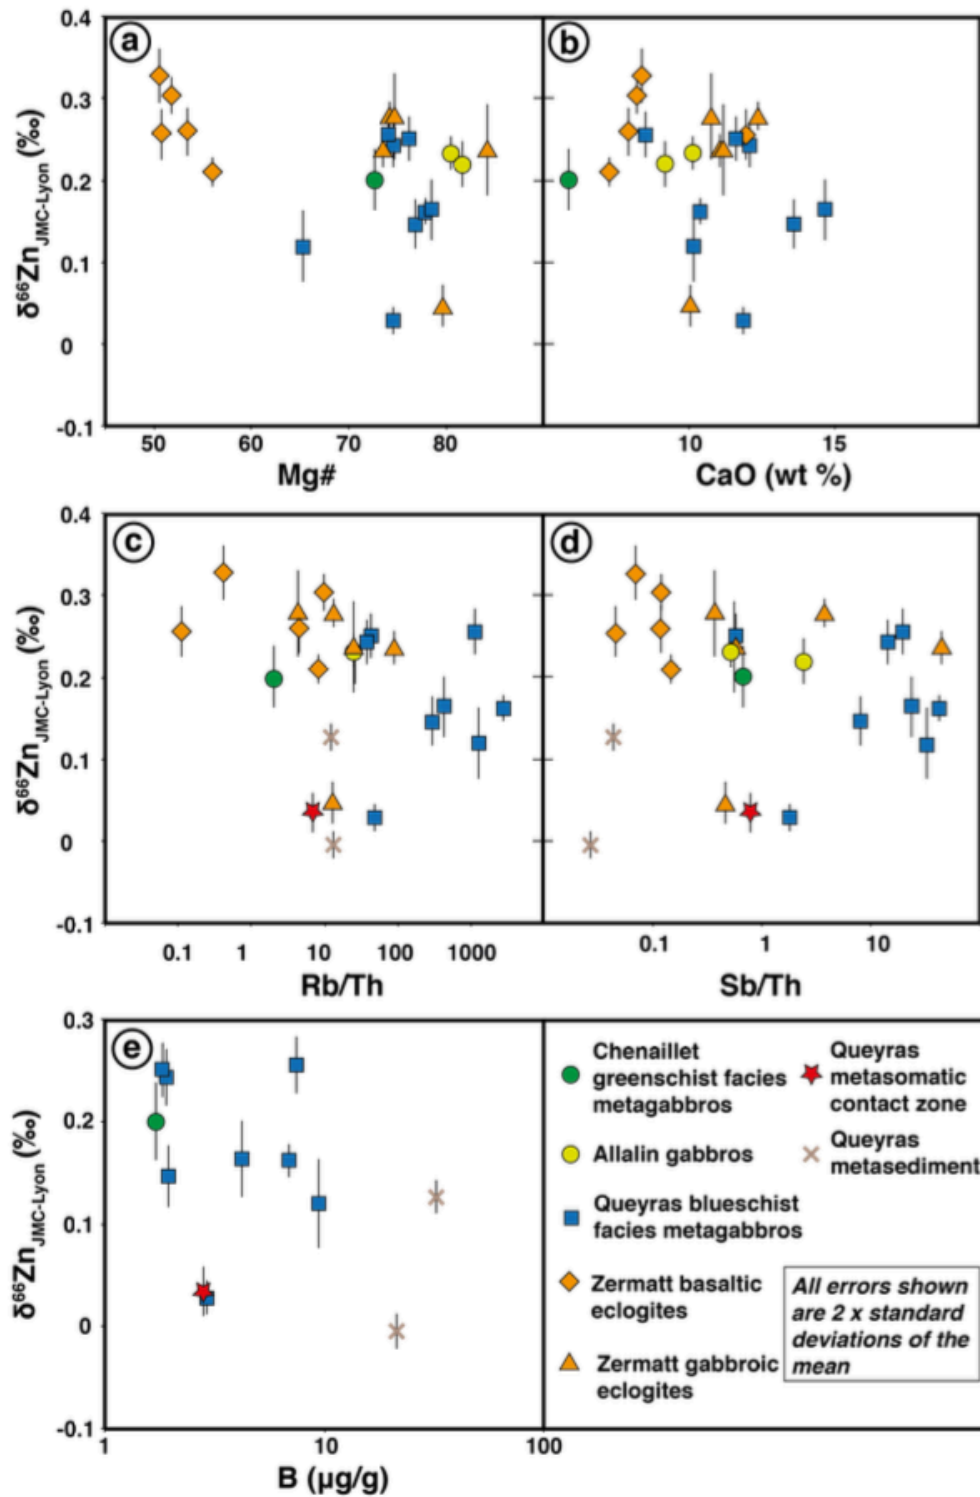 a
b
0.4
0.3
0.2
0.1
0
-0.1
δ⁶⁶Zn_JMC-Lyon (‰)
50 60 70 80
10 15
Mg#
CaO (wt %)
c
d
0.4
0.3
0.2
0.1
0
-0.1
δ⁶⁶Zn_JMC-Lyon (‰)
0.1 1 10 100 1000
0.1 1 10
Rb/Th
Sb/Th
e
0.3
0.2
0.1
0
-0.1
δ⁶⁶Zn_JMC-Lyon (‰)
1 10 100
B (µg/g)
Chenaillet
greenschist facies
metagabbros
Allalin gabbros
Queyras blueschist
facies metagabbros
Zermatt basaltic
eclogites
Zermatt gabbroic
eclogites
Queyras
metasomatic
contact zone
Queyras
metasediment
All errors shown
are 2 x standard
deviations of the
mean